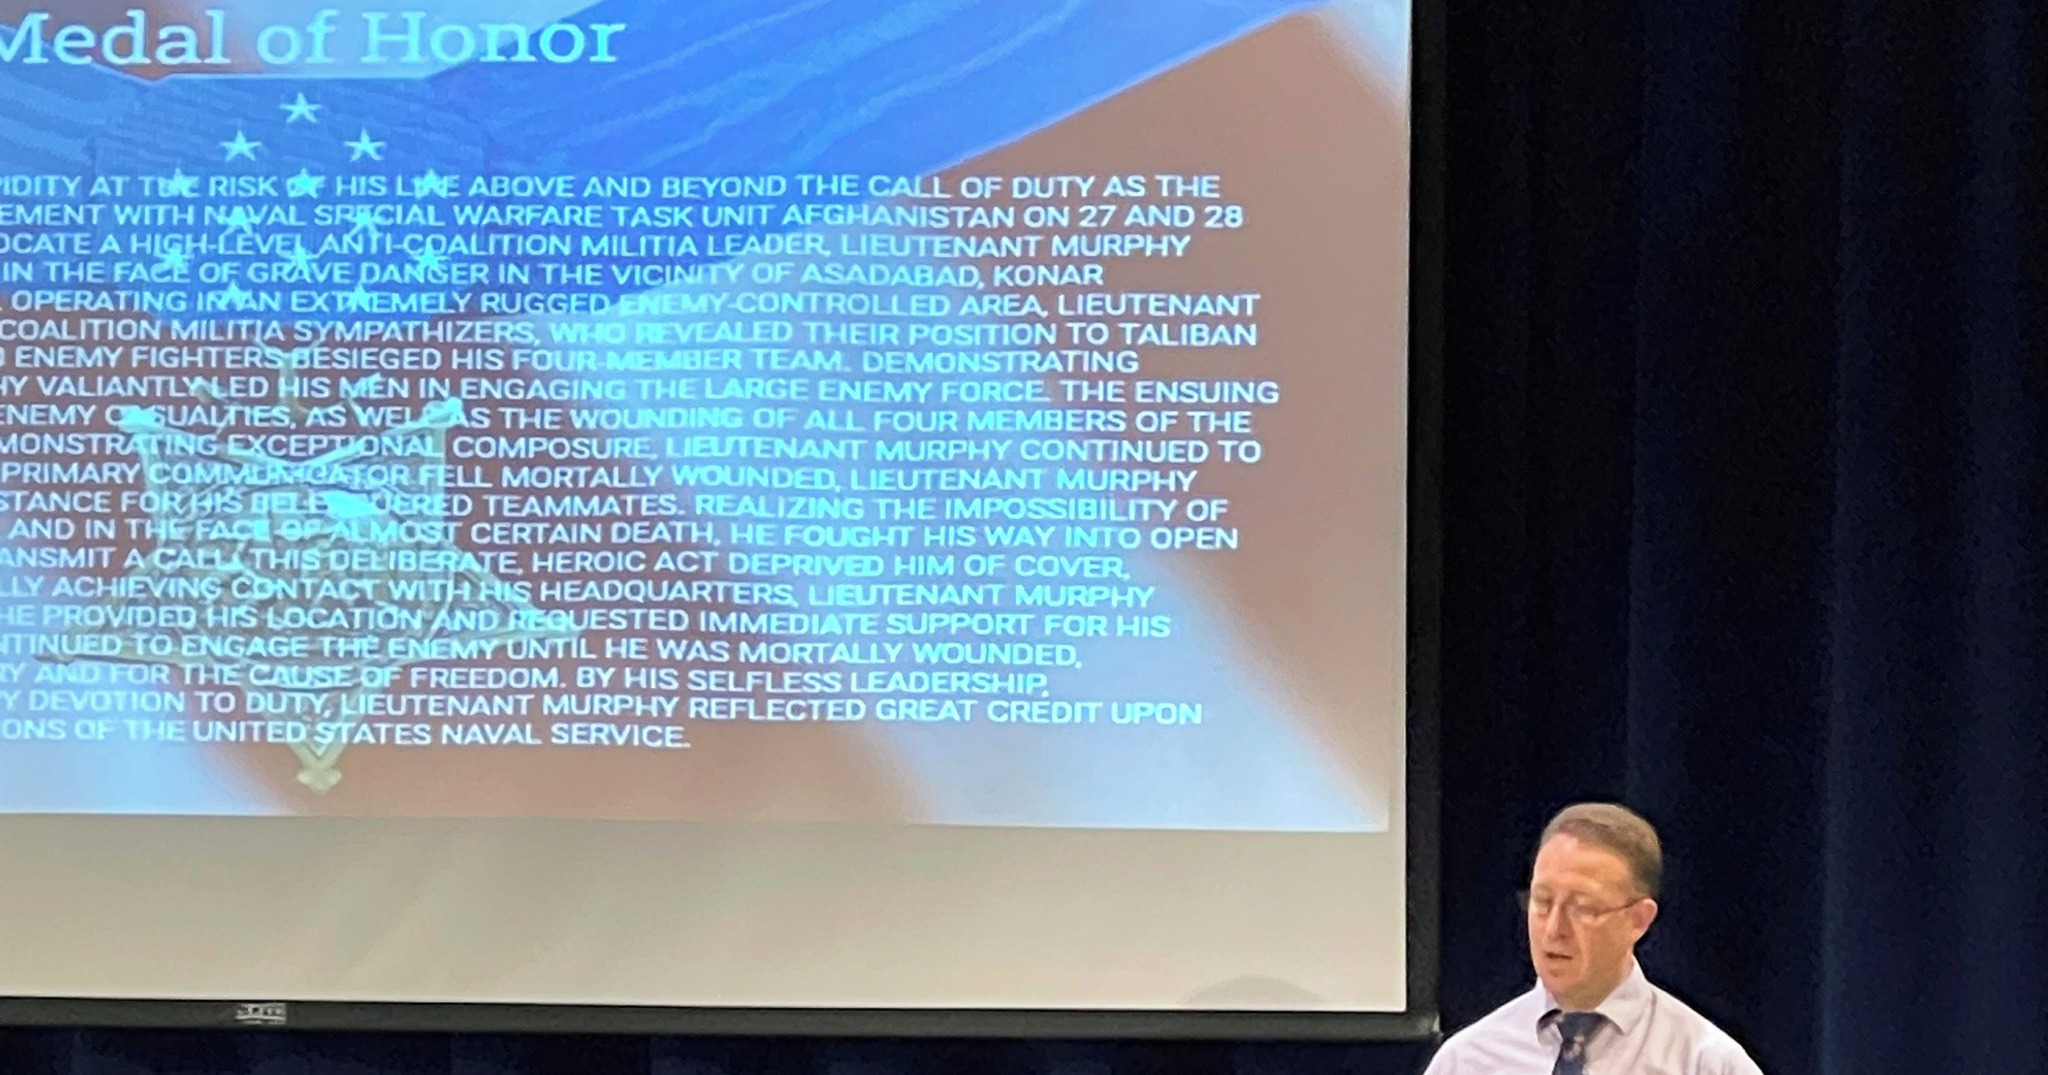 Medal of Honor
PIDITY AT THE RISK OF HIS LIFE ABOVE AND BEYOND THE CALL OF DUTY AS THE
EMENT WITH NAVAL SPECIAL WARFARE TASK UNIT AFGHANISTAN ON 27 AND 28
OCATE A HIGH-LEVEL ANTI-COALITION MILITIA LEADER, LIEUTENANT MURPHY
IN THE FACE OF GRAVE DANGER IN THE VICINITY OF ASADABAD, KONAR
. OPERATING IN AN EXTREMELY RUGGED ENEMY-CONTROLLED AREA, LIEUTENANT
COALITION MILITIA SYMPATHIZERS, WHO REVEALED THEIR POSITION TO TALIBAN
D ENEMY FIGHTERS BESIEGED HIS FOUR-MEMBER TEAM. DEMONSTRATING
HY VALIANTLY LED HIS MEN IN ENGAGING THE LARGE ENEMY FORCE. THE ENSUING
ENEMY CASUALTIES, AS WELL AS THE WOUNDING OF ALL FOUR MEMBERS OF THE
MONSTRATING EXCEPTIONAL COMPOSURE, LIEUTENANT MURPHY CONTINUED TO
PRIMARY COMMUNICATOR FELL MORTALLY WOUNDED, LIEUTENANT MURPHY
STANCE FOR HIS BELEAGUERED TEAMMATES. REALIZING THE IMPOSSIBILITY OF
AND IN THE FACE OF ALMOST CERTAIN DEATH, HE FOUGHT HIS WAY INTO OPEN
ANSMIT A CALL. THIS DELIBERATE, HEROIC ACT DEPRIVED HIM OF COVER,
LLY ACHIEVING CONTACT WITH HIS HEADQUARTERS, LIEUTENANT MURPHY
HE PROVIDED HIS LOCATION AND REQUESTED IMMEDIATE SUPPORT FOR HIS
NTINUED TO ENGAGE THE ENEMY UNTIL HE WAS MORTALLY WOUNDED,
RY AND FOR THE CAUSE OF FREEDOM. BY HIS SELFLESS LEADERSHIP,
Y DEVOTION TO DUTY, LIEUTENANT MURPHY REFLECTED GREAT CREDIT UPON
ONS OF THE UNITED STATES NAVAL SERVICE.